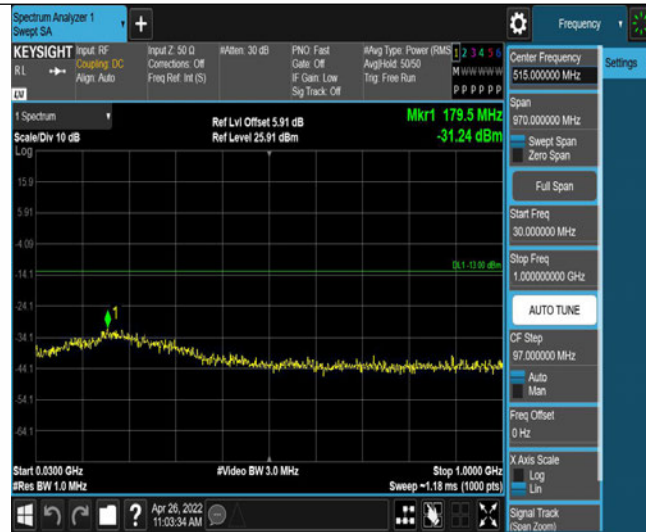 Spectrum Analyzer 1
Swept SA
Frequency
KEYSIGHT
Input: RF
Coupling: DC
Align: Auto
Input Z: 50 Ω
Corrections: Off
Freq Ref: Int (S)
#Atten: 30 dB
PNO: Fast
Gate: Off
IF Gain: Low
Sig Track: Off
#Avg Type: Power (RMS
Avg|Hold: 50/50
Trig: Free Run
1 2 3 4 5 6
M W W W W W
P P P P P P
RL
Center Frequency
515.000000 MHz
Settings
Span
970.000000 MHz
Swept Span
Zero Span
Full Span
Start Freq
30.000000 MHz
Stop Freq
1.000000000 GHz
AUTO TUNE
CF Step
97.000000 MHz
Auto
Man
Freq Offset
0 Hz
X Axis Scale
Log
Lin
Signal Track
(Span Zoom)
1 Spectrum
Scale/Div 10 dB
Ref Lvl Offset 5.91 dB
Ref Level 25.91 dBm
Mkr1 179.5 MHz
-31.24 dBm
Log
15.9
5.91
-4.09
-14.1
-24.1
-34.1
-44.1
-54.1
-64.1
DL1 -13.00 dBm
1
Start 0.0300 GHz
#Res BW 1.0 MHz
#Video BW 3.0 MHz
Stop 1.0000 GHz
Sweep ~1.18 ms (1000 pts)
?
Apr 26, 2022
11:03:34 AM